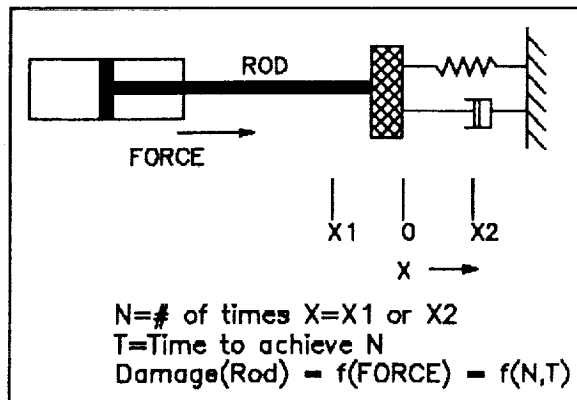 ROD
FORCE
X1 0 X2
X
N=# of times X=X1 or X2
T=Time to achieve N
Damage(Rod) = f(FORCE) = f(N,T)